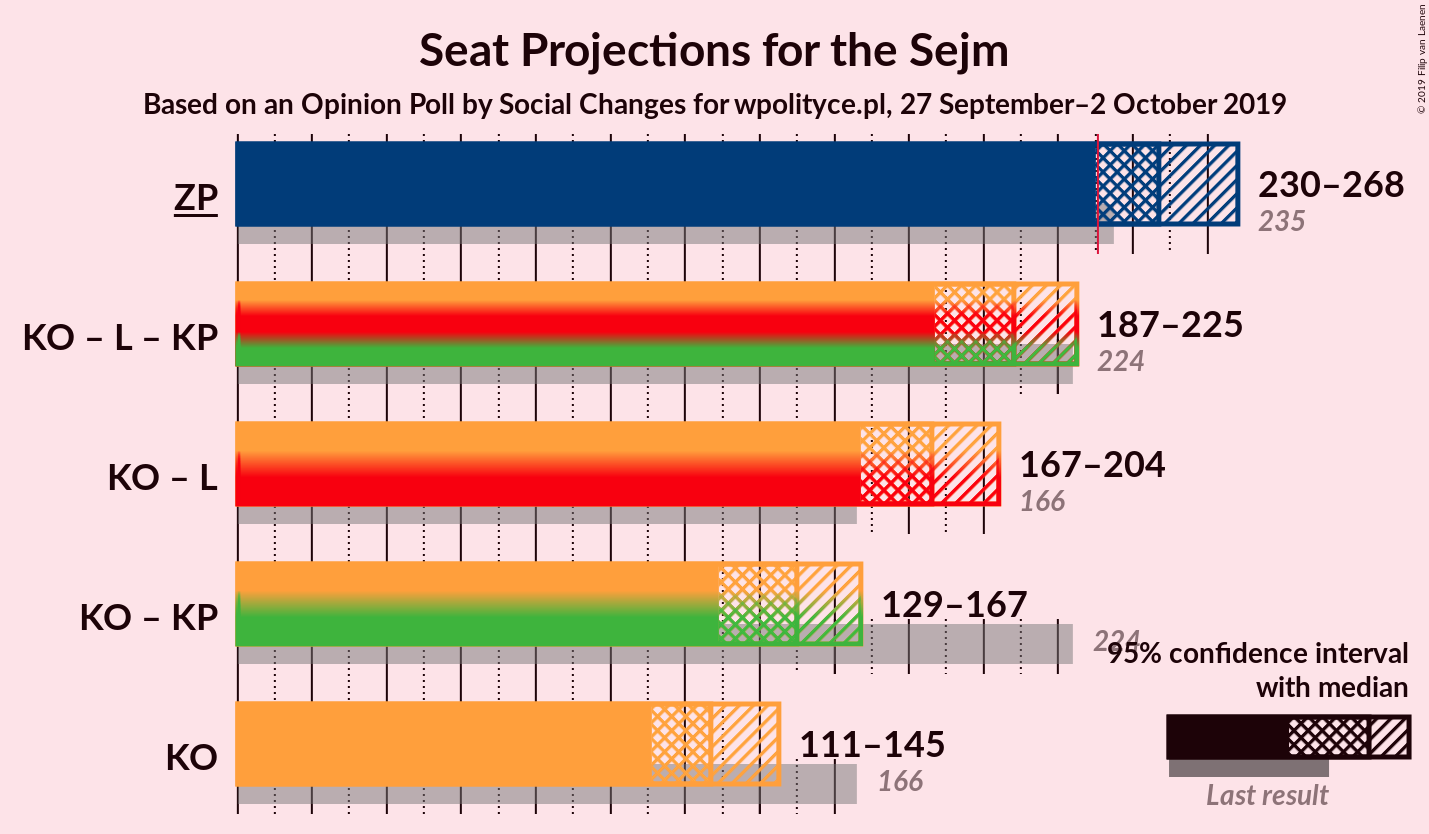 Seat Projections for the Sejm
Based on an Opinion Poll by Social Changes for wpolityce.pl, 27 September–2 October 2019
© 2019 Filip van Laenen
ZP
230–268
235
KO – L – KP
187–225
224
KO – L
167–204
166
KO – KP
129–167
224
95% confidence interval
with median
KO
111–145
166
Last result